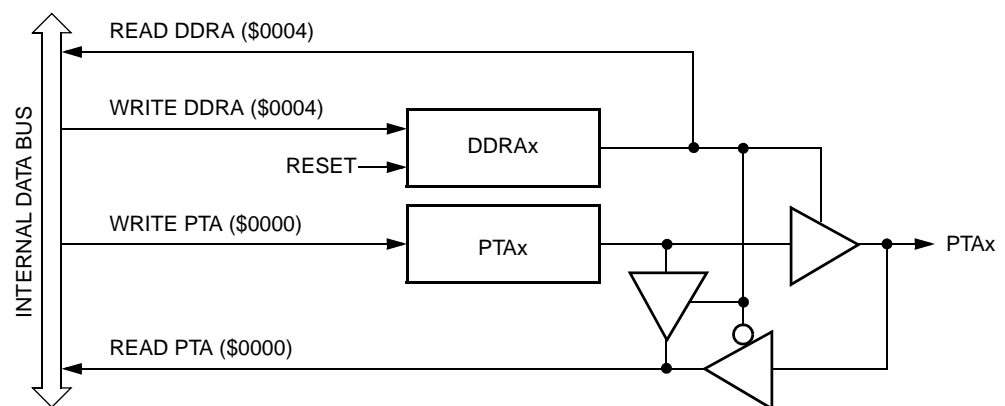 READ DDRA ($0004)
WRITE DDRA ($0004)
DDRAx
RESET
INTERNAL DATA BUS
WRITE PTA ($0000)
PTAx
PTAx
READ PTA ($0000)